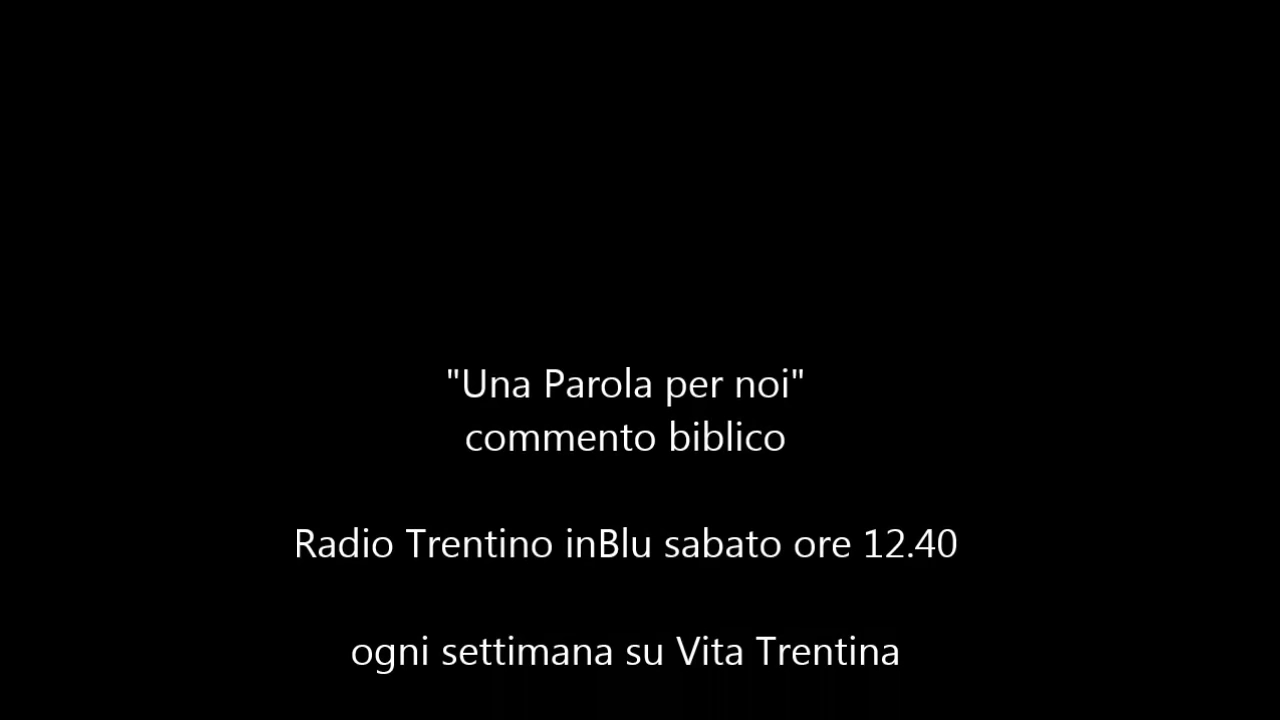 "Una Parola per noi"
commento biblico
Radio Trentino inBlu sabato ore 12.40
ogni settimana su Vita Trentina